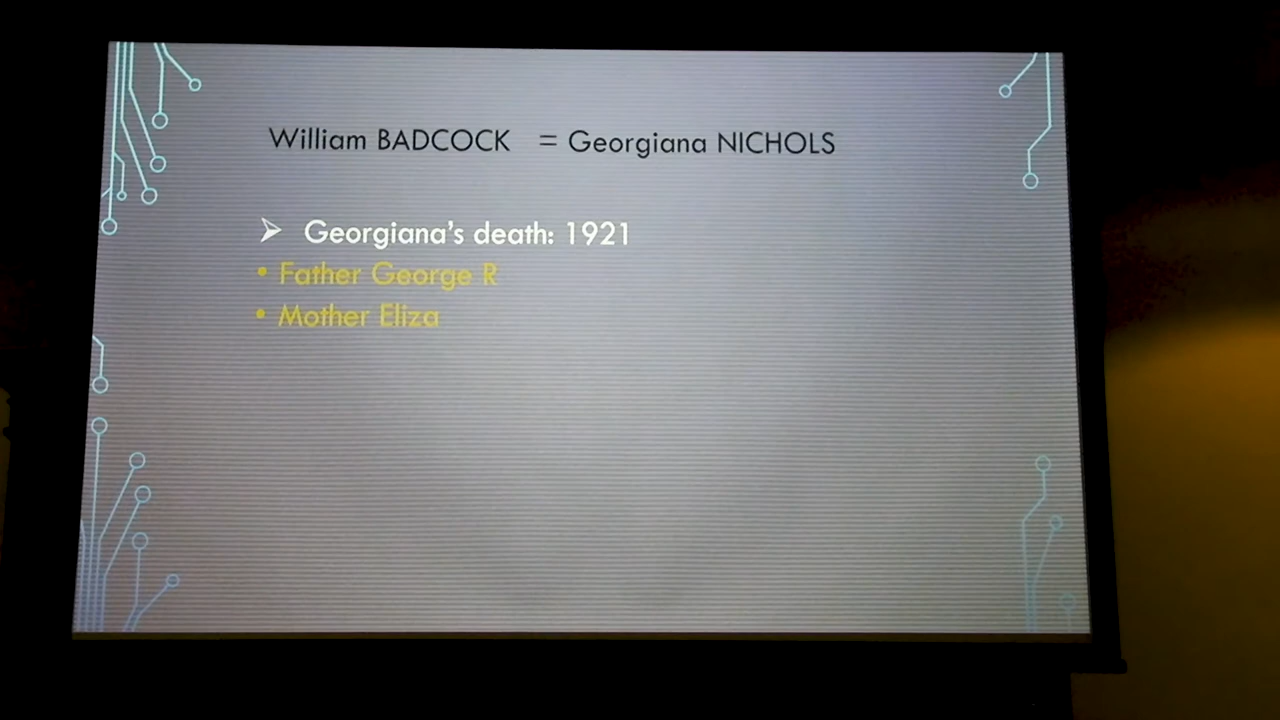 William BADCOCK = Georgiana NICHOLS
➢ Georgiana's death: 1921
• Father George R
• Mother Eliza